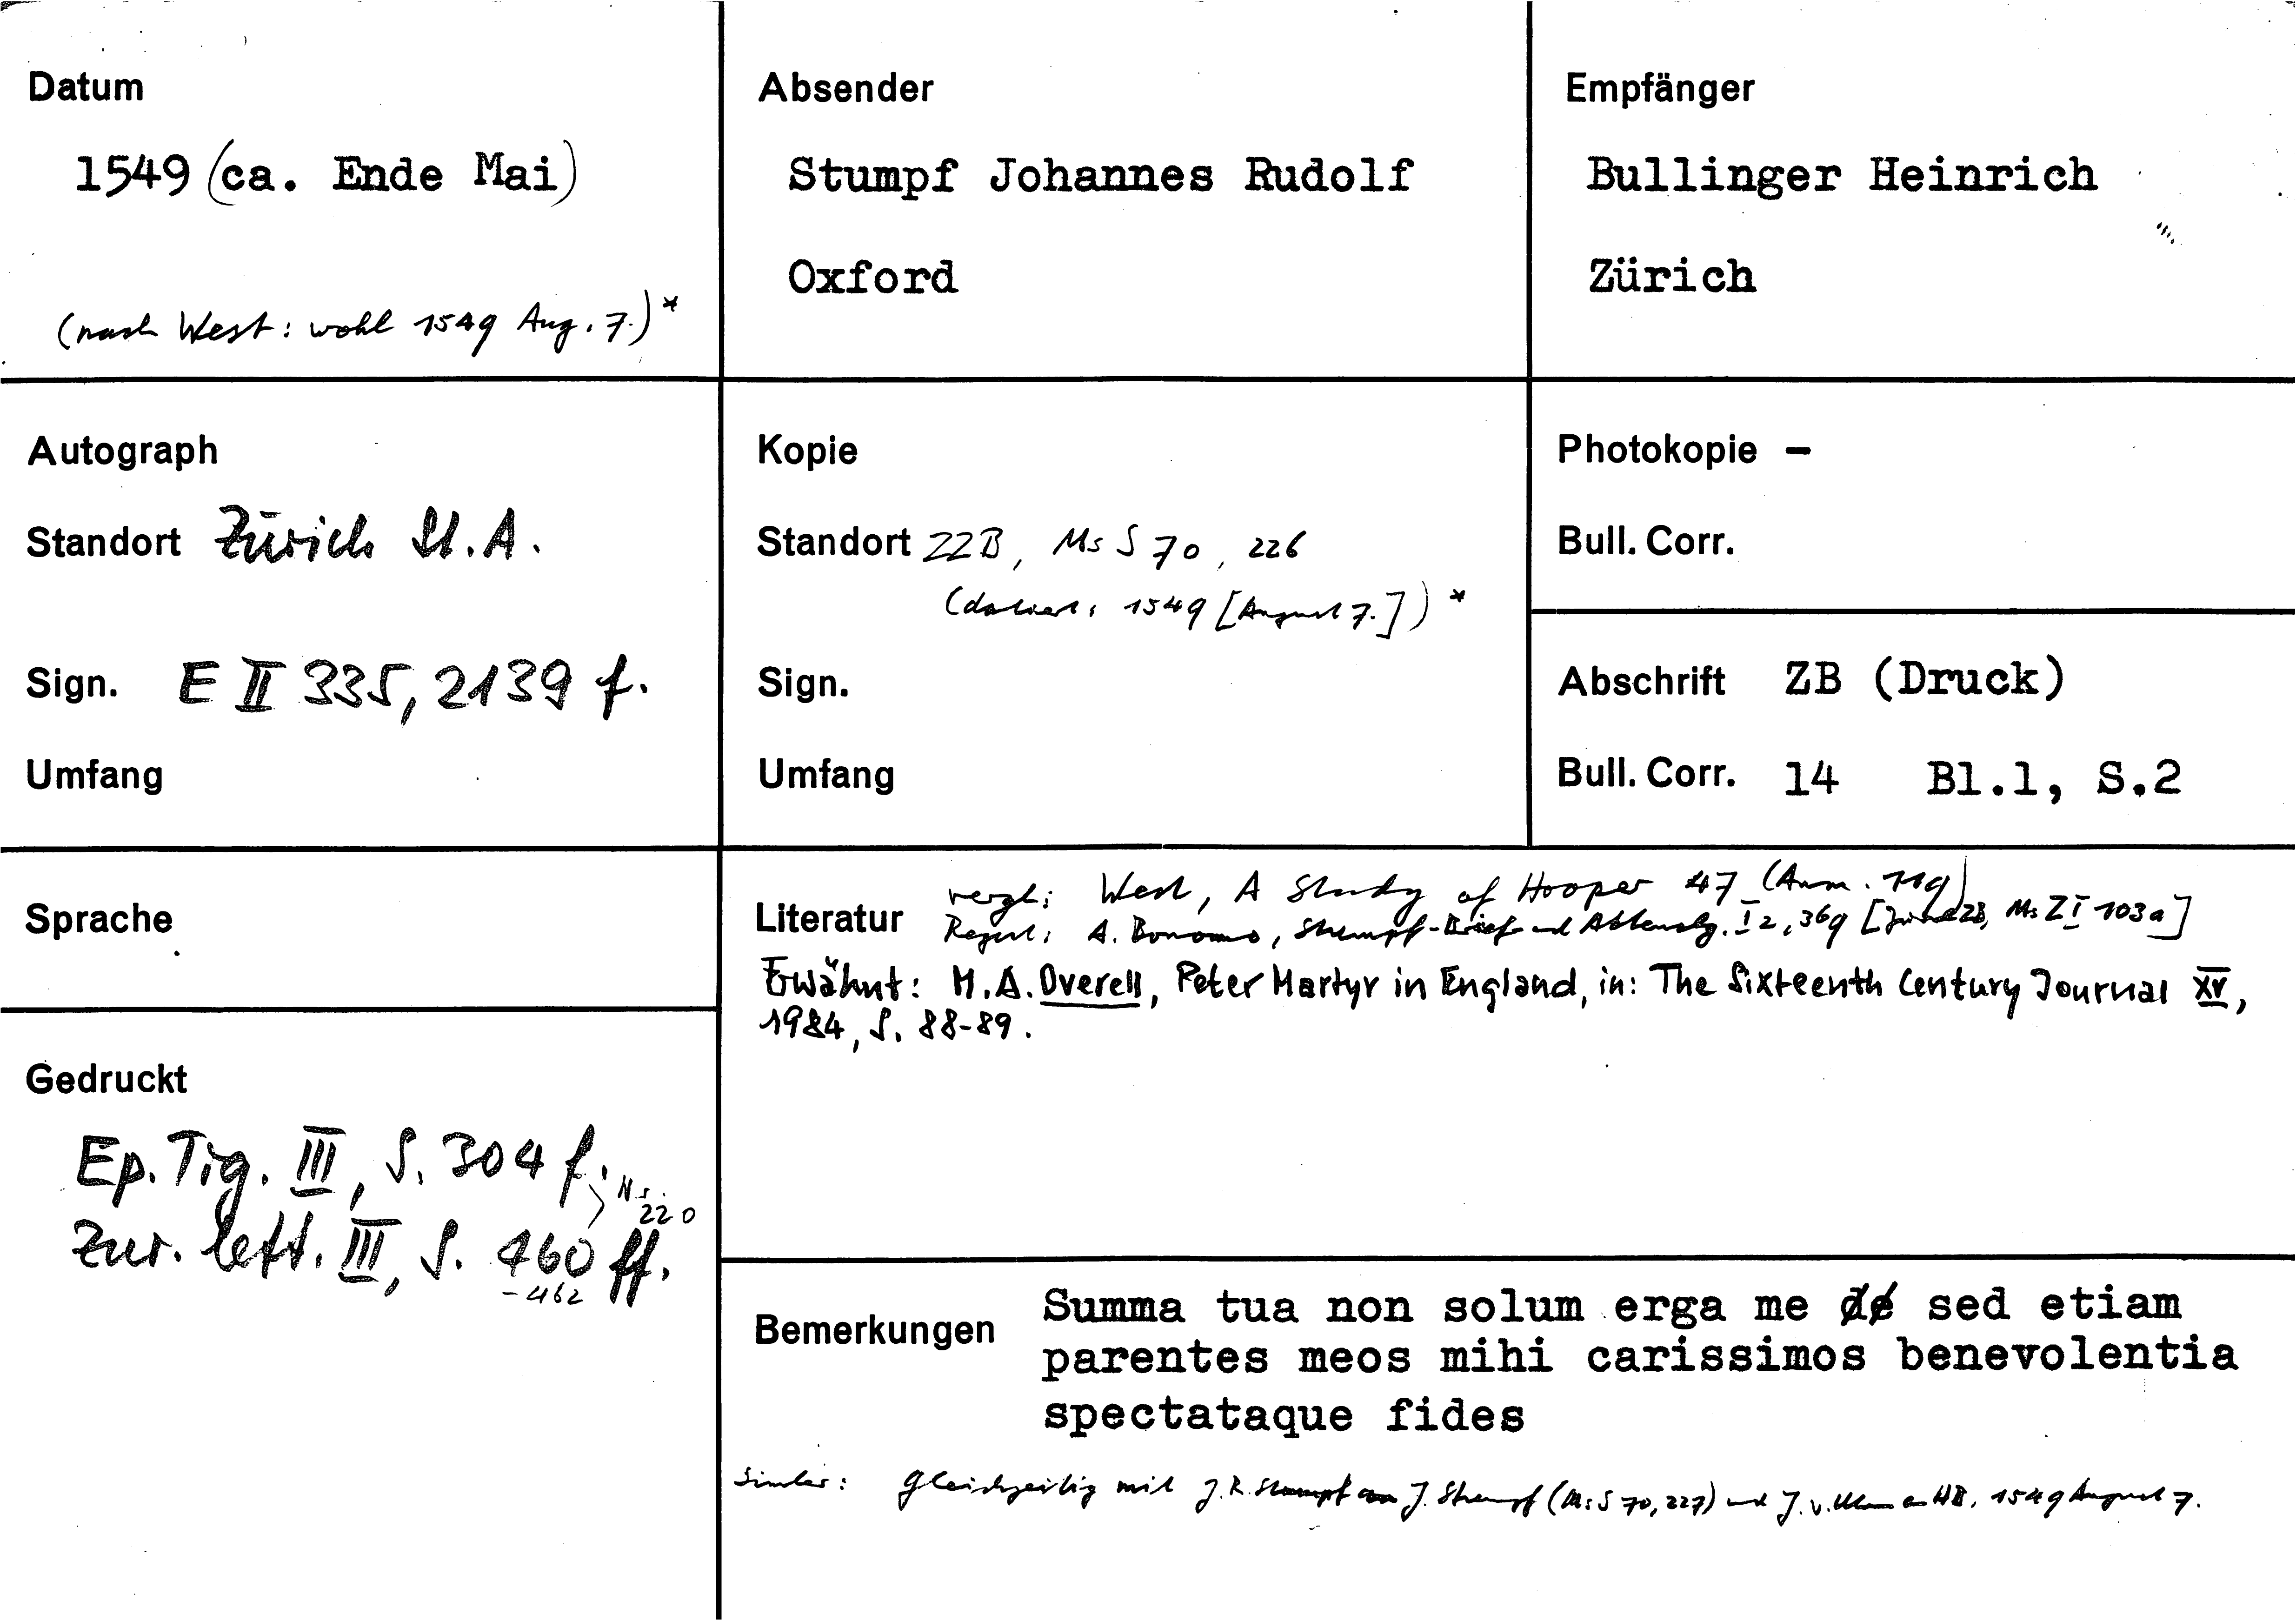 Datum
1549 (ca. Ende Mai)
(nach West: wohl 1549 Aug. 7.)*
Absender
Stumpf Johannes Rudolf
Oxford
Empfänger
Bullinger Heinrich
Zürich
Autograph
Standort Zürich St.A.
Sign. E II 335, 2139 f.
Umfang
Kopie
Standort ZZB, Ms S 70, 226
(datiert: 1549 [August 7.]) *
Sign.
Umfang
Photokopie -
Bull. Corr.
Abschrift ZB (Druck)
Bull. Corr. 14 Bl.1, S.2
Sprache
Gedruckt
Ep. Tig. III, S. 304 f.;
Nr. 220
Zur. lett. III, S. 460 ff.
-462
Literatur vergl: West, A Study of Hooper 47 (Anm. 119)
Regest: A. Bonomo, Stumpf-Brief- und Aktenslg. I 2, 369 [Ms Z I 103a]
Erwähnt: M.A. Overell, Peter Martyr in England, in: The Sixteenth Century Journal XV,
1984, S. 88-89.
Bemerkungen Summa tua non solum erga me sed etiam
parentes meos mihi carissimos benevolentia
spectataque fides
Simler: gleichzeitig mit J.R. Stumpf an J. Stumpf (Ms S 70, 227) und J. v. Ulm an HB, 1549 August 7.